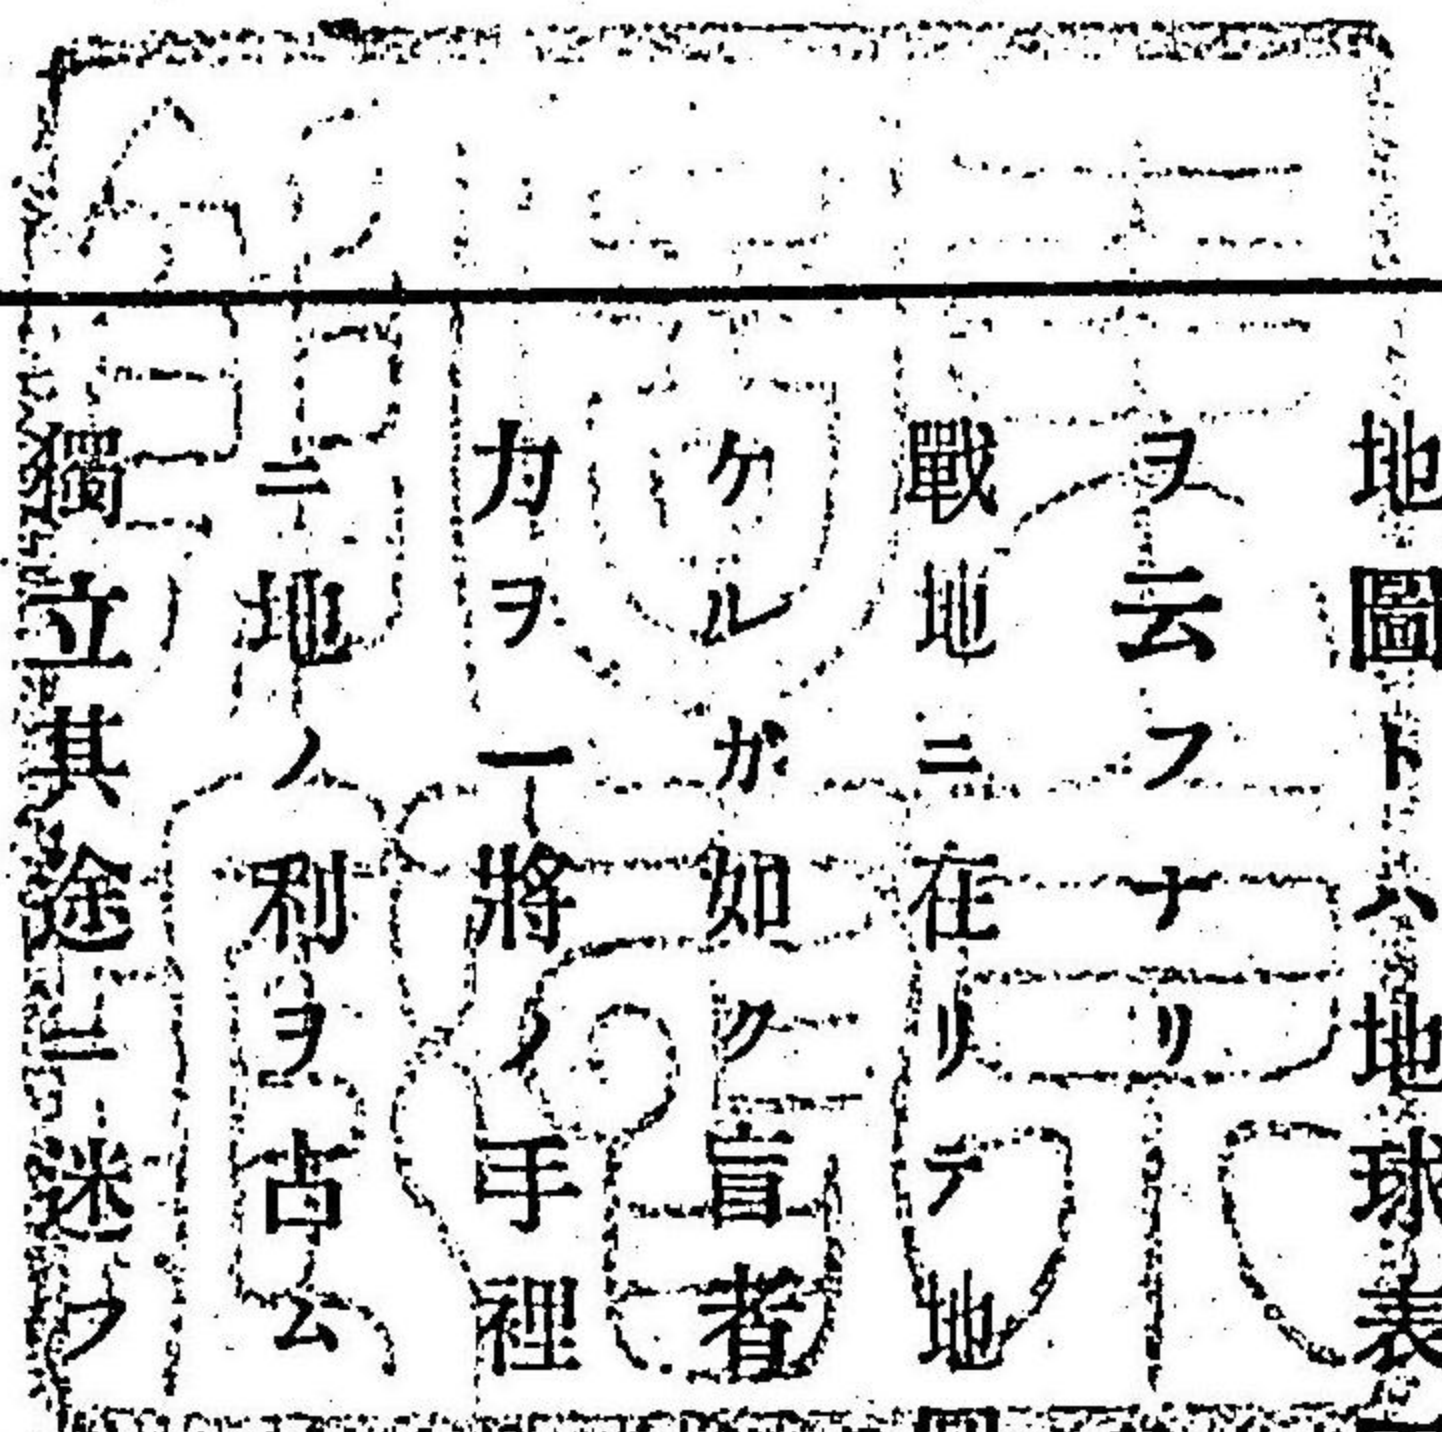 地圖トハ地球表
ヲ云フナリ
戰地ニ在リテ地
ケルガ如ク盲者
力ヲ一將ノ手裡
ニ地ノ利ヲ占ム
獨立其途ニ迷フ